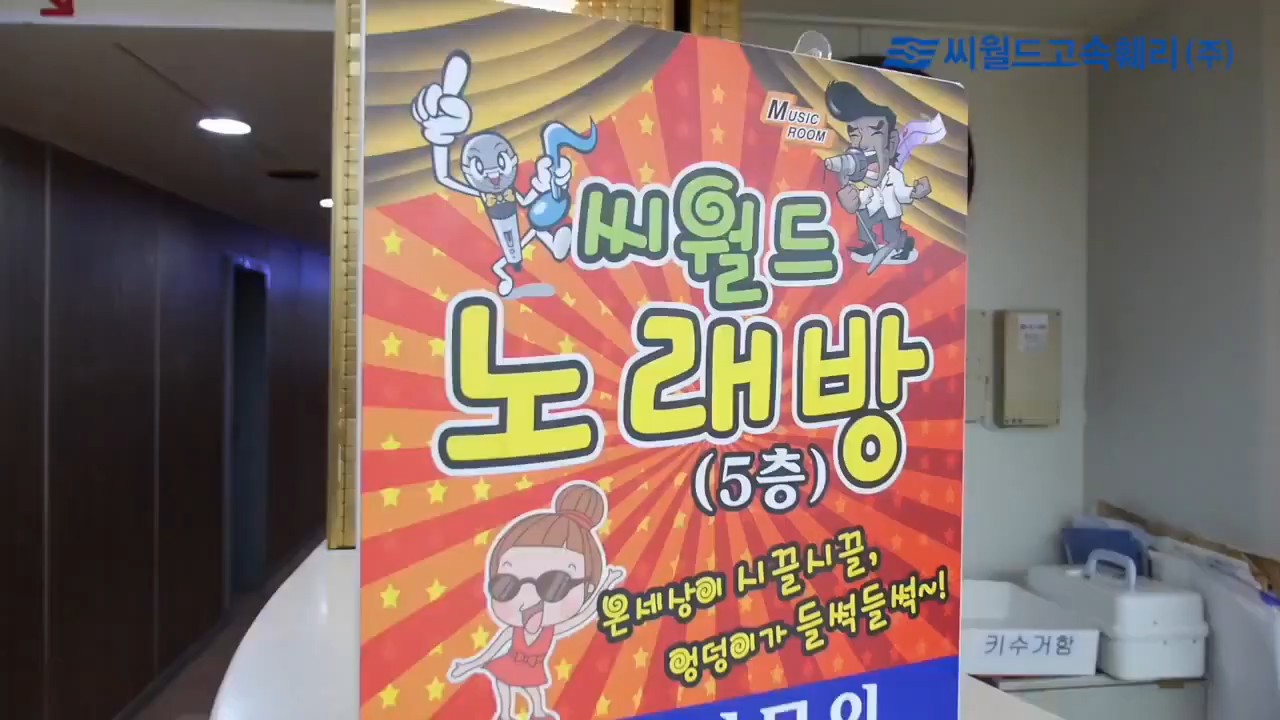 씨월드고속훼리(주)
MUSIC
ROOM
씨월드
노래방
(5층)
온세상이 시끌시끌,
엉덩이가 들썩들썩~!
키수거함